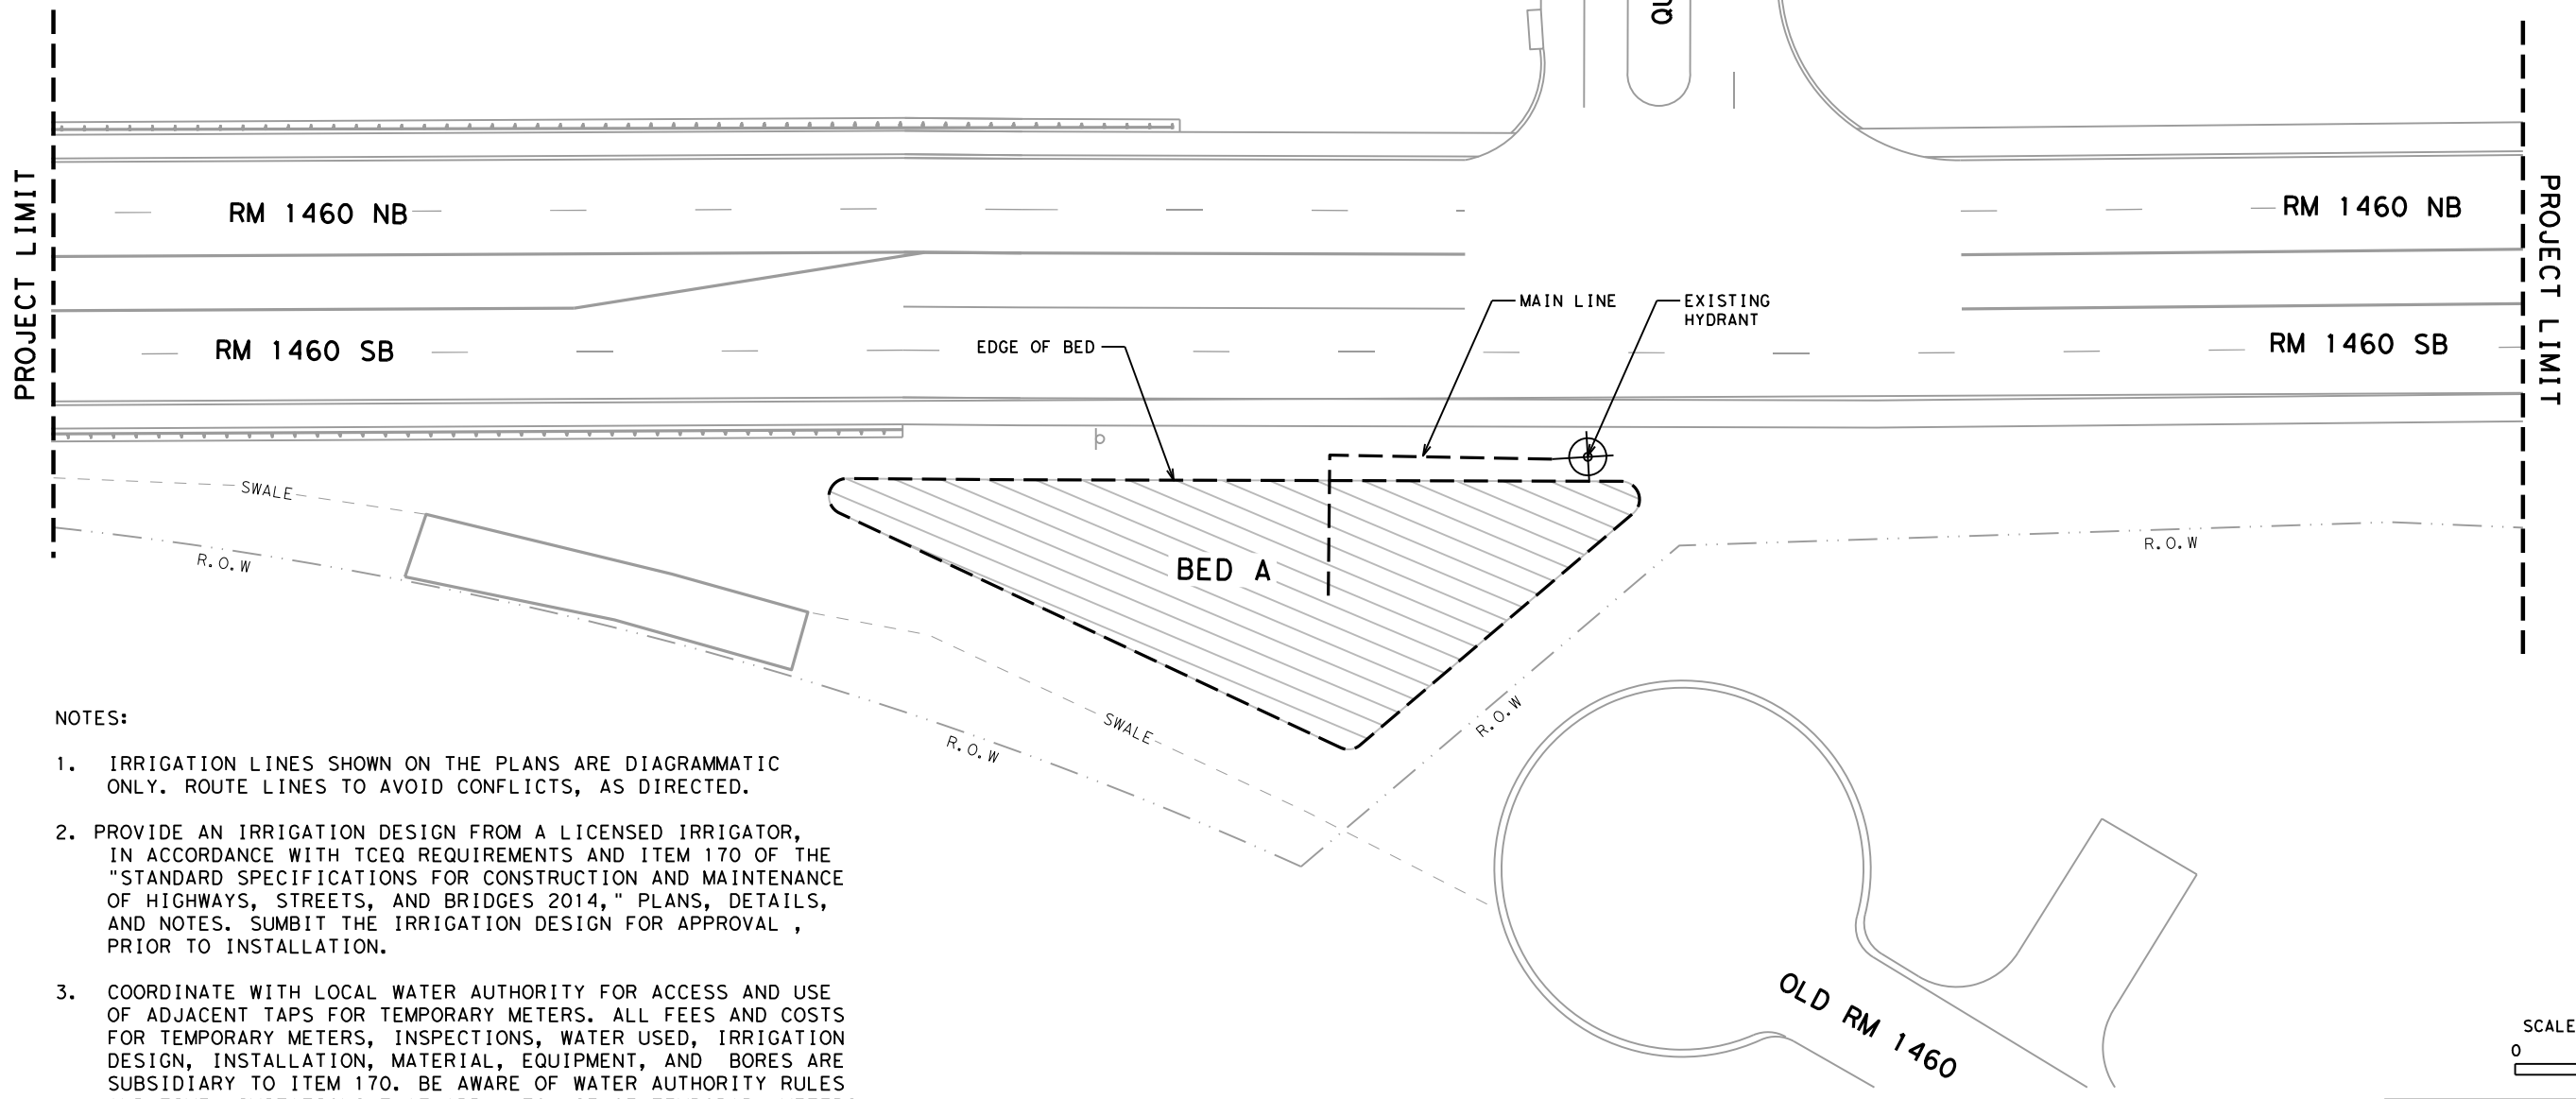 QU
PROJECT LIMIT
RM 1460 NB
RM 1460 NB
PROJECT LIMIT
MAIN LINE
EXISTING
HYDRANT
EDGE OF BED
RM 1460 SB
RM 1460 SB
SWALE
R.O.W
R.O.W
BED A
SWALE
R.O.W
R.O.W
NOTES:
1. IRRIGATION LINES SHOWN ON THE PLANS ARE DIAGRAMMATIC
ONLY. ROUTE LINES TO AVOID CONFLICTS, AS DIRECTED.
2. PROVIDE AN IRRIGATION DESIGN FROM A LICENSED IRRIGATOR,
IN ACCORDANCE WITH TCEQ REQUIREMENTS AND ITEM 170 OF THE
"STANDARD SPECIFICATIONS FOR CONSTRUCTION AND MAINTENANCE
OF HIGHWAYS, STREETS, AND BRIDGES 2014," PLANS, DETAILS,
AND NOTES. SUMBIT THE IRRIGATION DESIGN FOR APPROVAL ,
PRIOR TO INSTALLATION.
3. COORDINATE WITH LOCAL WATER AUTHORITY FOR ACCESS AND USE
OF ADJACENT TAPS FOR TEMPORARY METERS. ALL FEES AND COSTS
FOR TEMPORARY METERS, INSPECTIONS, WATER USED, IRRIGATION
DESIGN, INSTALLATION, MATERIAL, EQUIPMENT, AND BORES ARE
SUBSIDIARY TO ITEM 170. BE AWARE OF WATER AUTHORITY RULES
OLD RM 1460
SCALE
0